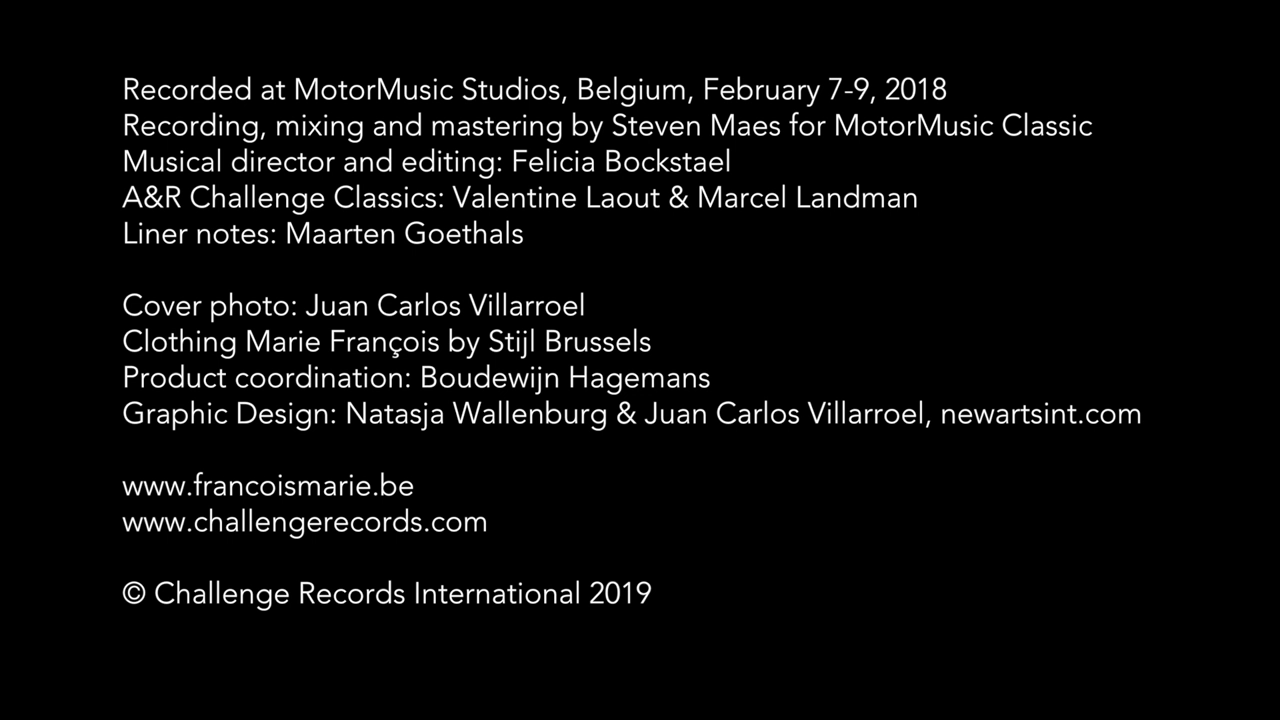 Recorded at MotorMusic Studios, Belgium, February 7-9, 2018
Recording, mixing and mastering by Steven Maes for MotorMusic Classic
Musical director and editing: Felicia Bockstael
A&R Challenge Classics: Valentine Laout & Marcel Landman
Liner notes: Maarten Goethals
Cover photo: Juan Carlos Villarroel
Clothing Marie François by Stijl Brussels
Product coordination: Boudewijn Hagemans
Graphic Design: Natasja Wallenburg & Juan Carlos Villarroel, newartsint.com
www.francoismarie.be
www.challengerecords.com
© Challenge Records International 2019